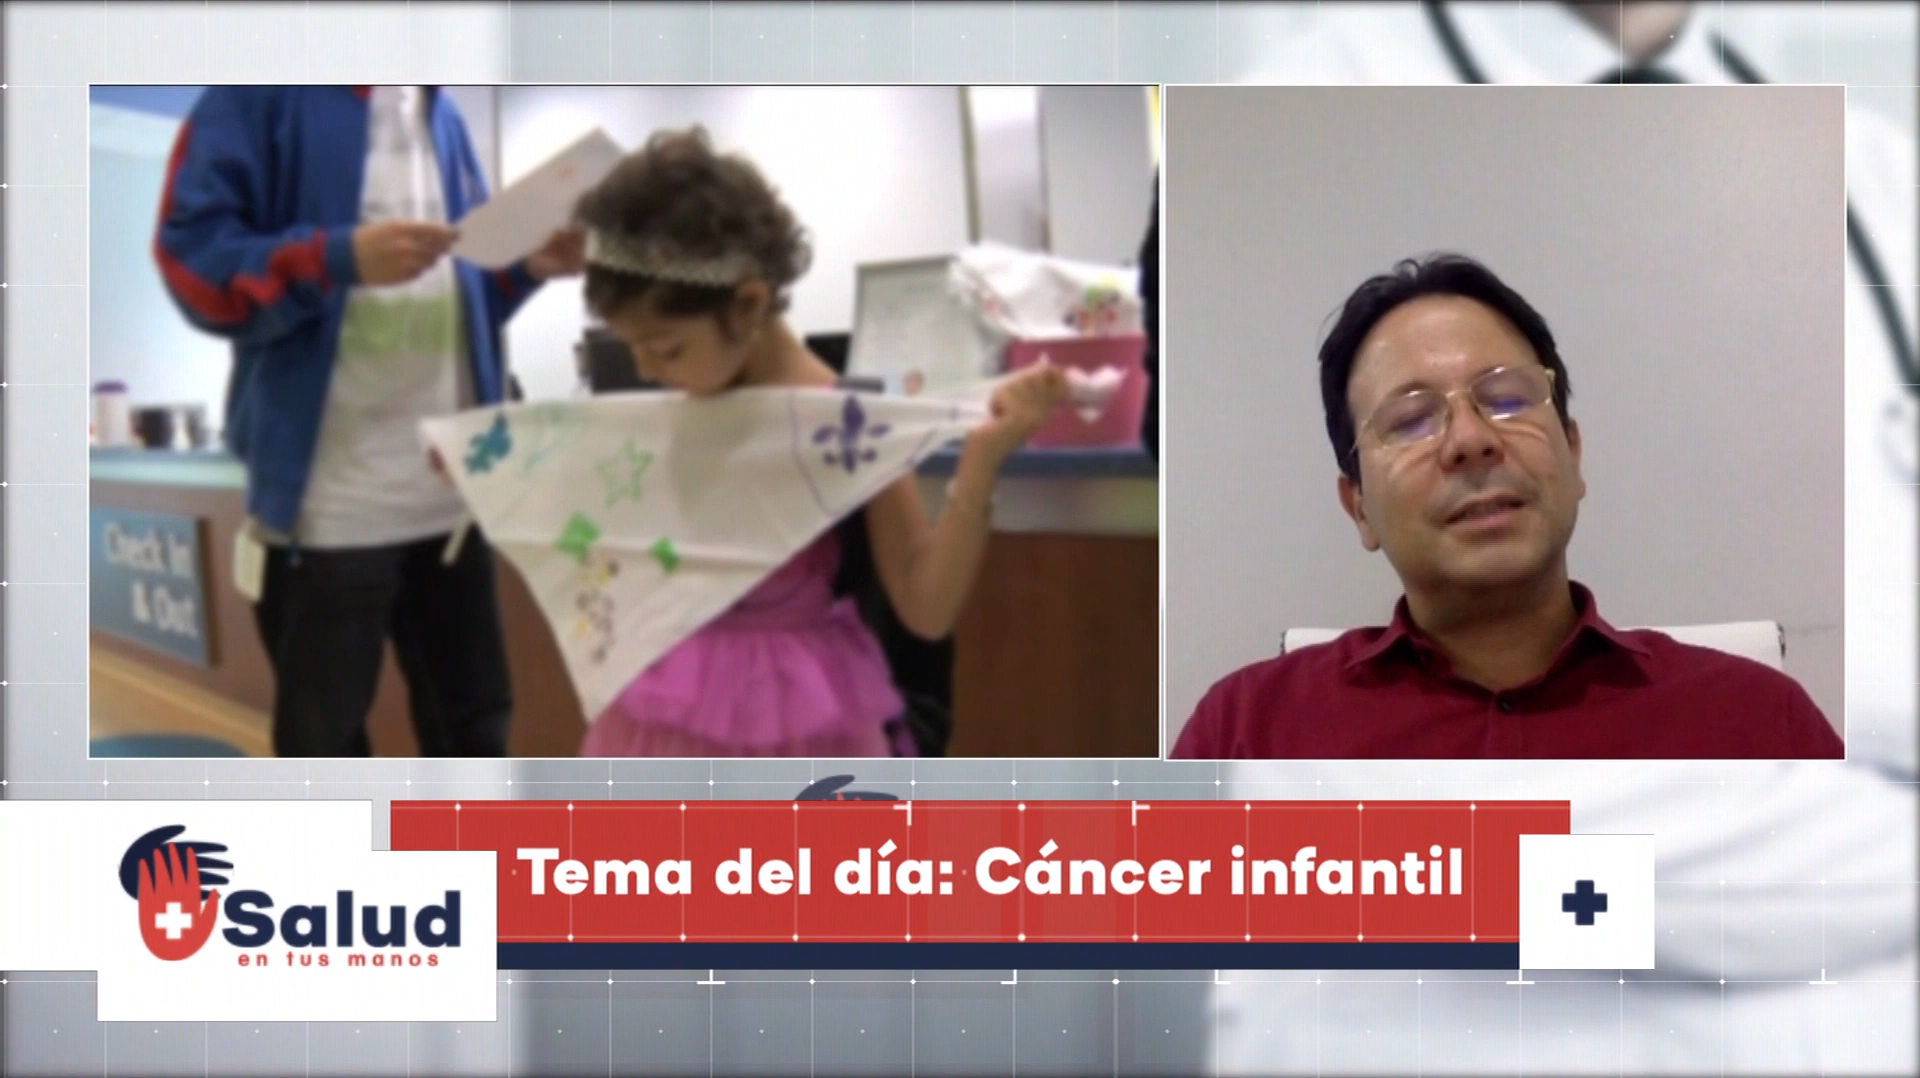 Check In
& Out
Tema del día: Cáncer infantil
Salud
en tus manos